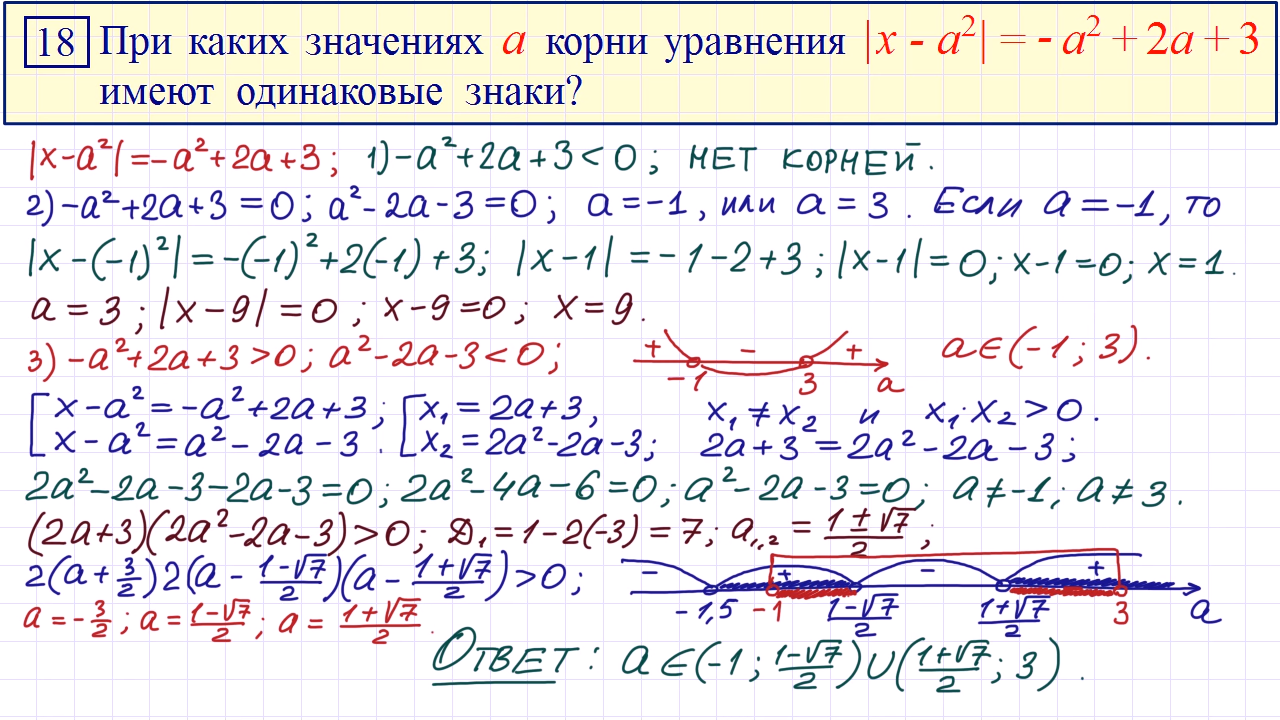 18 При каких значениях a корни уравнения |x - a²| = - a² + 2a + 3
имеют одинаковые знаки?
|x-a²|=-a²+2a+3; 1)-a²+2a+3<0; НЕТ КОРНЕЙ.
2)-a²+2a+3=0; a²-2a-3=0; a=-1, или a=3. Если a=-1, то
|x-(-1)²|=-(-1)²+2(-1)+3; |x-1|=-1-2+3; |x-1|=0; x-1=0; x=1.
a=3; |x-9|=0; x-9=0; x=9.
3) -a²+2a+3>0; a²-2a-3<0; + - + -1 3 a a∈(-1; 3).
[x-a²=-a²+2a+3; [x₁=2a+3, x₁≠x₂ и x₁·x₂>0.
x-a²=a²-2a-3. x₂=2a²-2a-3; 2a+3=2a²-2a-3;
2a²-2a-3-2a-3=0; 2a²-4a-6=0; a²-2a-3=0; a≠-1; a≠3.
(2a+3)(2a²-2a-3)>0; Д₁=1-2(-3)=7; a₁,₂=(1±√7)/2;
2(a+3/2)2(a-(1-√7)/2)(a-(1+√7)/2)>0; - + - +
a=-3/2; a=(1-√7)/2; a=(1+√7)/2. -1,5 -1 (1-√7)/2 (1+√7)/2 3 a
ОТВЕТ: a∈(-1; (1-√7)/2)∪((1+√7)/2; 3).